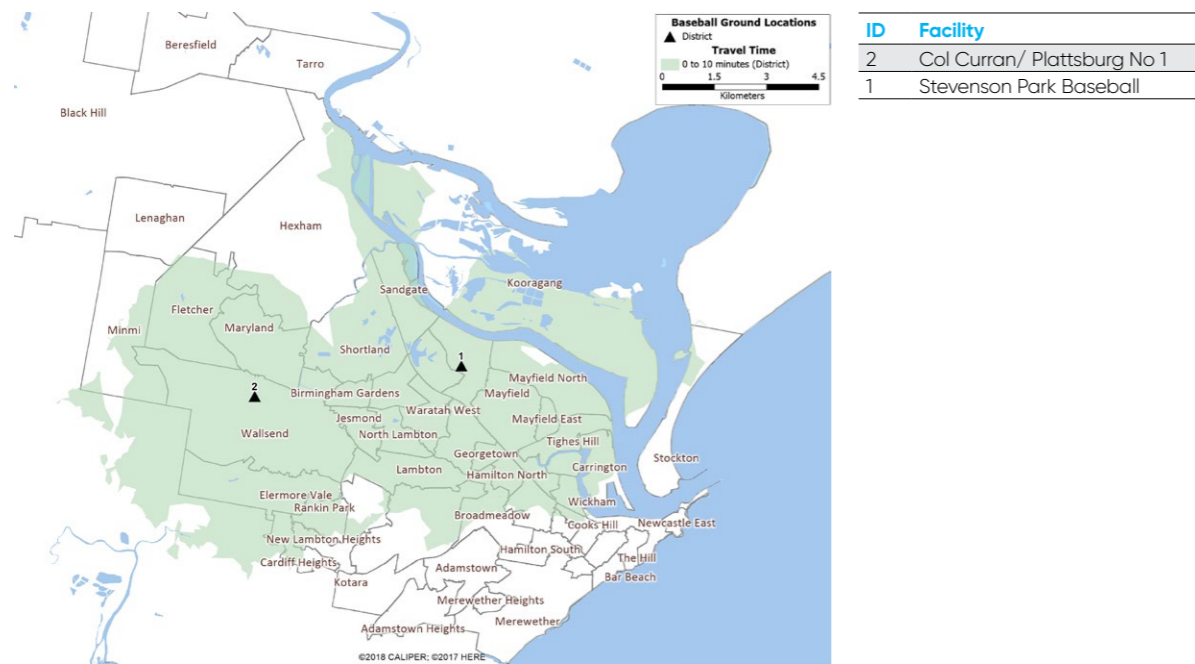 Baseball Ground Locations
District
Travel Time
0 to 10 minutes (District)
0 1.5 3 4.5
Kilometers
ID Facility
2 Col Curran/ Plattsburg No 1
1 Stevenson Park Baseball
Beresfield
Tarro
Black Hill
Lenaghan
Hexham
Kooragang
Sandgate
Fletcher
Maryland
Minmi
Shortland
1
Mayfield North
2
Birmingham Gardens
Mayfield
Waratah West
Jesmond
Mayfield East
Wallsend
North Lambton
Tighes Hill
Georgetown
Stockton
Lambton
Hamilton North
Carrington
Elermore Vale
Rankin Park
Wickham
Broadmeadow
Cooks Hill
Newcastle East
New Lambton Heights
Hamilton South
The Hill
Cardiff Heights
Adamstown
Bar Beach
Kotara
Merewether Heights
Merewether
Adamstown Heights
©2018 CALIPER; ©2017 HERE